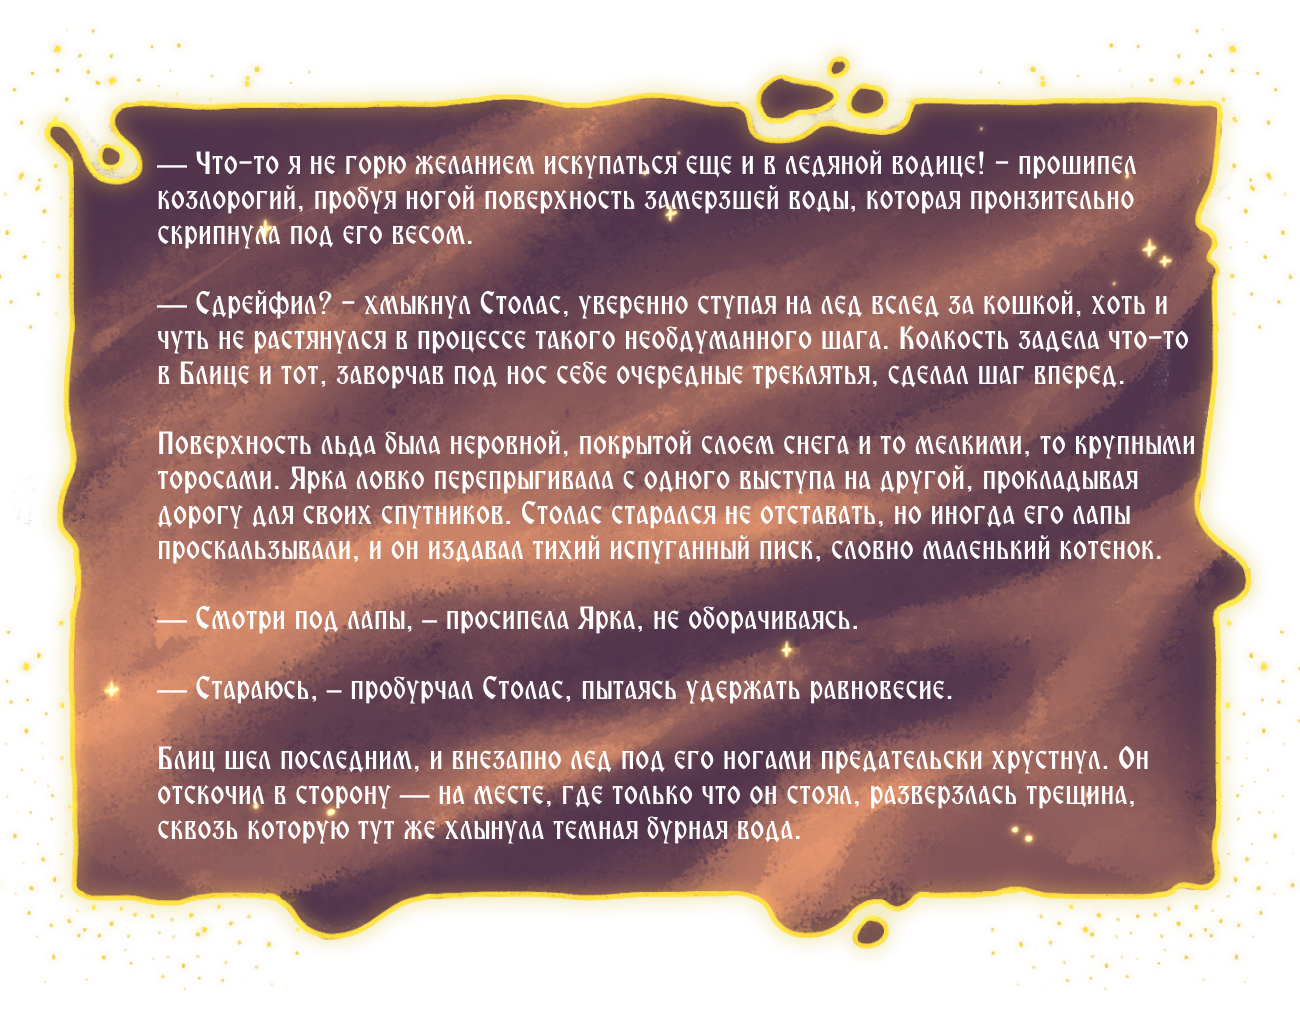 — Что-то я не горю желанием искупаться еще и в ледяной водице! - прошипел
козлорогий, пробуя ногой поверхность замерзшей воды, которая пронзительно
скрипнула под его весом.
— Сдрейфил? - хмыкнул Столас, уверенно ступая на лед вслед за кошкой, хоть и
чуть не растянулся в процессе такого необдуманного шага. Колкость задела что-то
в Блице и тот, заворчав под нос себе очередные треклятья, сделал шаг вперед.
Поверхность льда была неровной, покрытой слоем снега и то мелкими, то крупными
торосами. Ярка ловко перепрыгивала с одного выступа на другой, прокладывая
дорогу для своих спутников. Столас старался не отставать, но иногда его лапы
проскальзывали, и он издавал тихий испуганный писк, словно маленький котенок.
— Смотри под лапы, – просипела Ярка, не оборачиваясь.
— Стараюсь, – пробурчал Столас, пытаясь удержать равновесие.
Блиц шел последним, и внезапно лед под его ногами предательски хрустнул. Он
отскочил в сторону — на месте, где только что он стоял, разверзлась трещина,
сквозь которую тут же хлынула темная бурная вода.